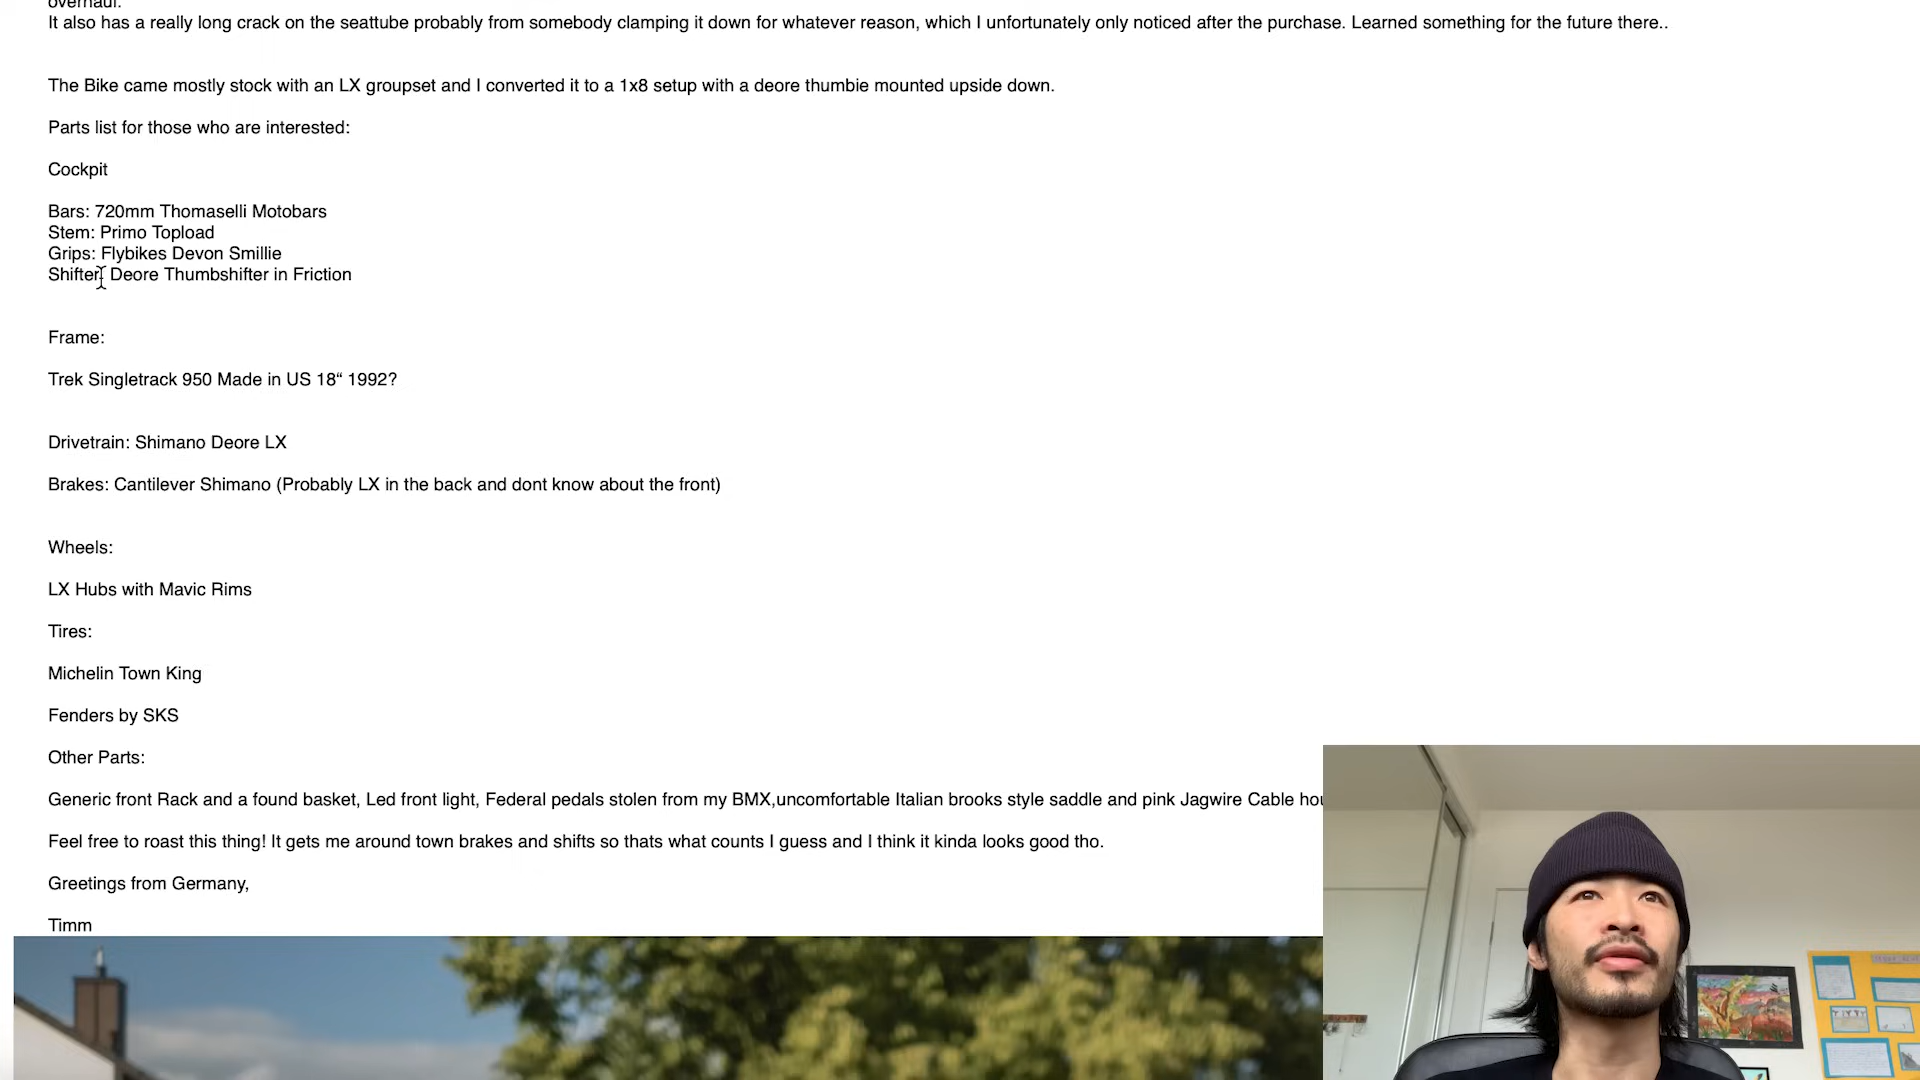 overhaul.
It also has a really long crack on the seattube probably from somebody clamping it down for whatever reason, which I unfortunately only noticed after the purchase. Learned something for the future there..
The Bike came mostly stock with an LX groupset and I converted it to a 1x8 setup with a deore thumbie mounted upside down.
Parts list for those who are interested:
Cockpit
Bars: 720mm Thomaselli Motobars
Stem: Primo Topload
Grips: Flybikes Devon Smillie
Shifter: Deore Thumbshifter in Friction
Frame:
Trek Singletrack 950 Made in US 18“ 1992?
Drivetrain: Shimano Deore LX
Brakes: Cantilever Shimano (Probably LX in the back and dont know about the front)
Wheels:
LX Hubs with Mavic Rims
Tires:
Michelin Town King
Fenders by SKS
Other Parts:
Generic front Rack and a found basket, Led front light, Federal pedals stolen from my BMX,uncomfortable Italian brooks style saddle and pink Jagwire Cable hou
Feel free to roast this thing! It gets me around town brakes and shifts so thats what counts I guess and I think it kinda looks good tho.
Greetings from Germany,
Timm